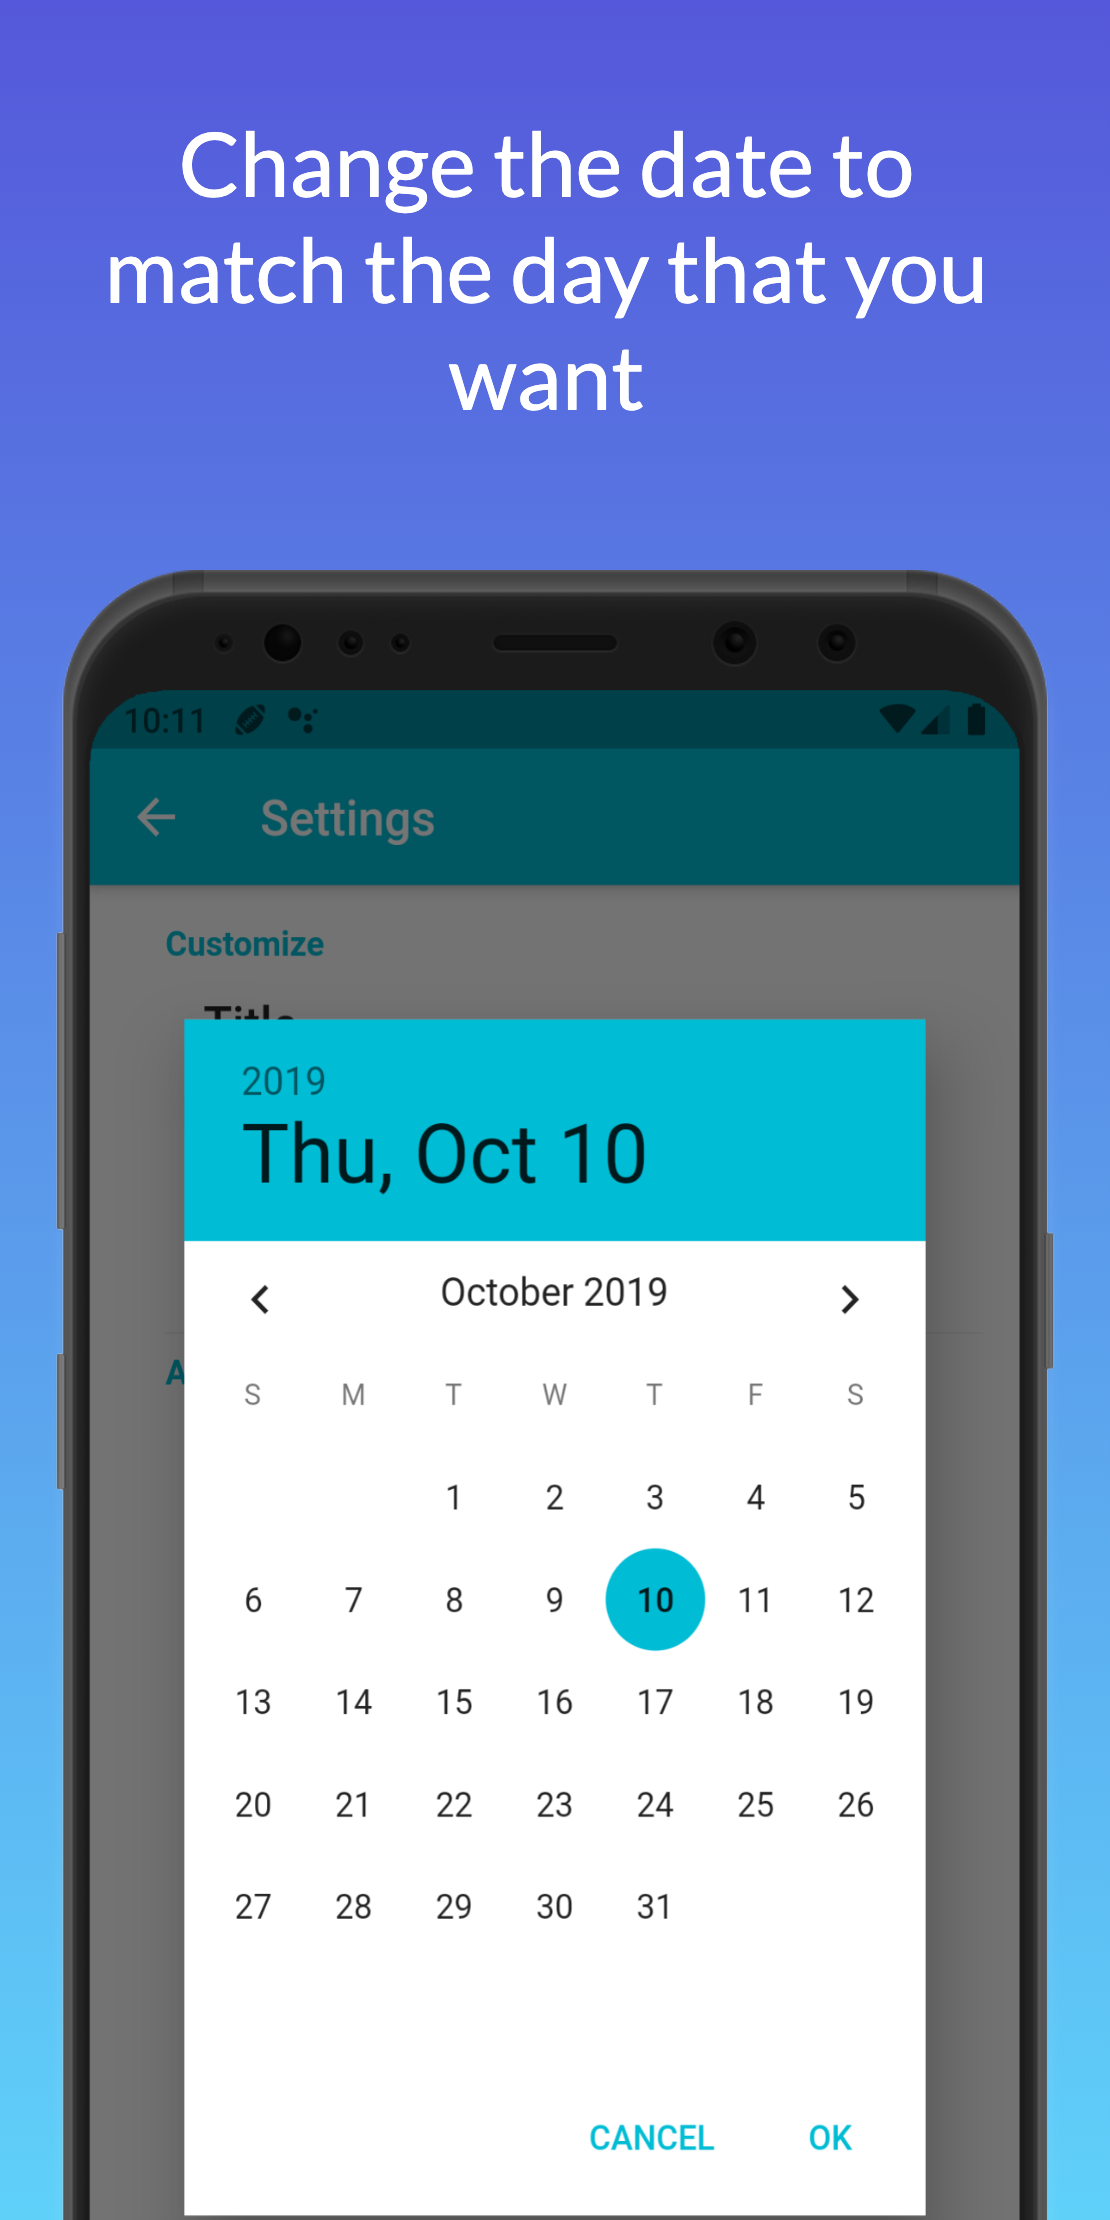 Change the date to
match the day that you
want
10:11
Settings
Customize
Title
2019
Thu, Oct 10
October 2019
S M T W T F S
1 2 3 4 5
6 7 8 9 10 11 12
13 14 15 16 17 18 19
20 21 22 23 24 25 26
27 28 29 30 31
CANCEL OK